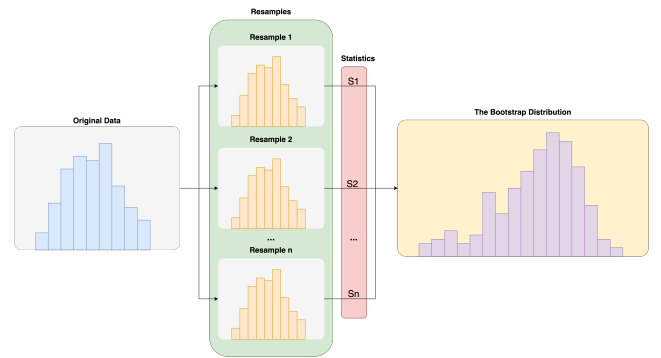 Resamples
Resample 1
Statistics
S1
Original Data
The Bootstrap Distribution
Resample 2
S2
...
...
Resample n
Sn